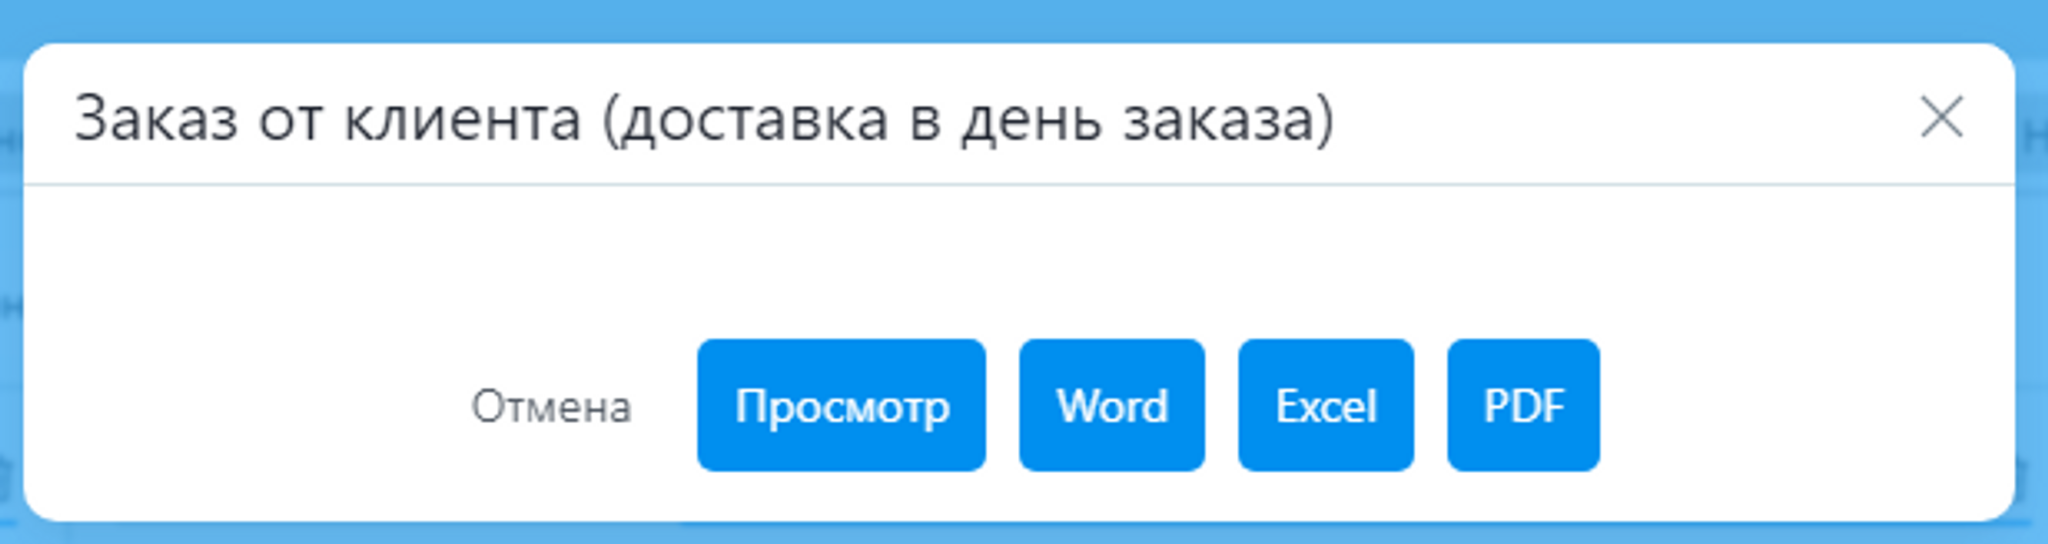 Заказ от клиента (доставка в день заказа)
Отмена Просмотр Word Excel PDF